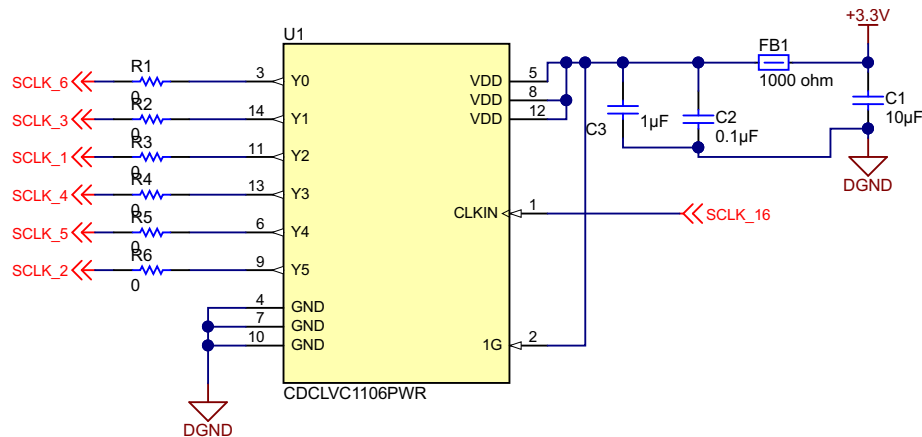 U1
+3.3V
FB1
1000 ohm
C1
10µF
DGND
C3
1µF
C2
0.1µF
SCLK_6
R1
0
3
Y0
VDD
5
SCLK_3
R2
0
14
Y1
VDD
8
VDD
12
SCLK_1
R3
0
11
Y2
SCLK_4
R4
0
13
Y3
CLKIN
1
SCLK_16
SCLK_5
R5
0
6
Y4
SCLK_2
R6
0
9
Y5
4
GND
7
GND
10
GND
1G
2
CDCLVC1106PWR
DGND